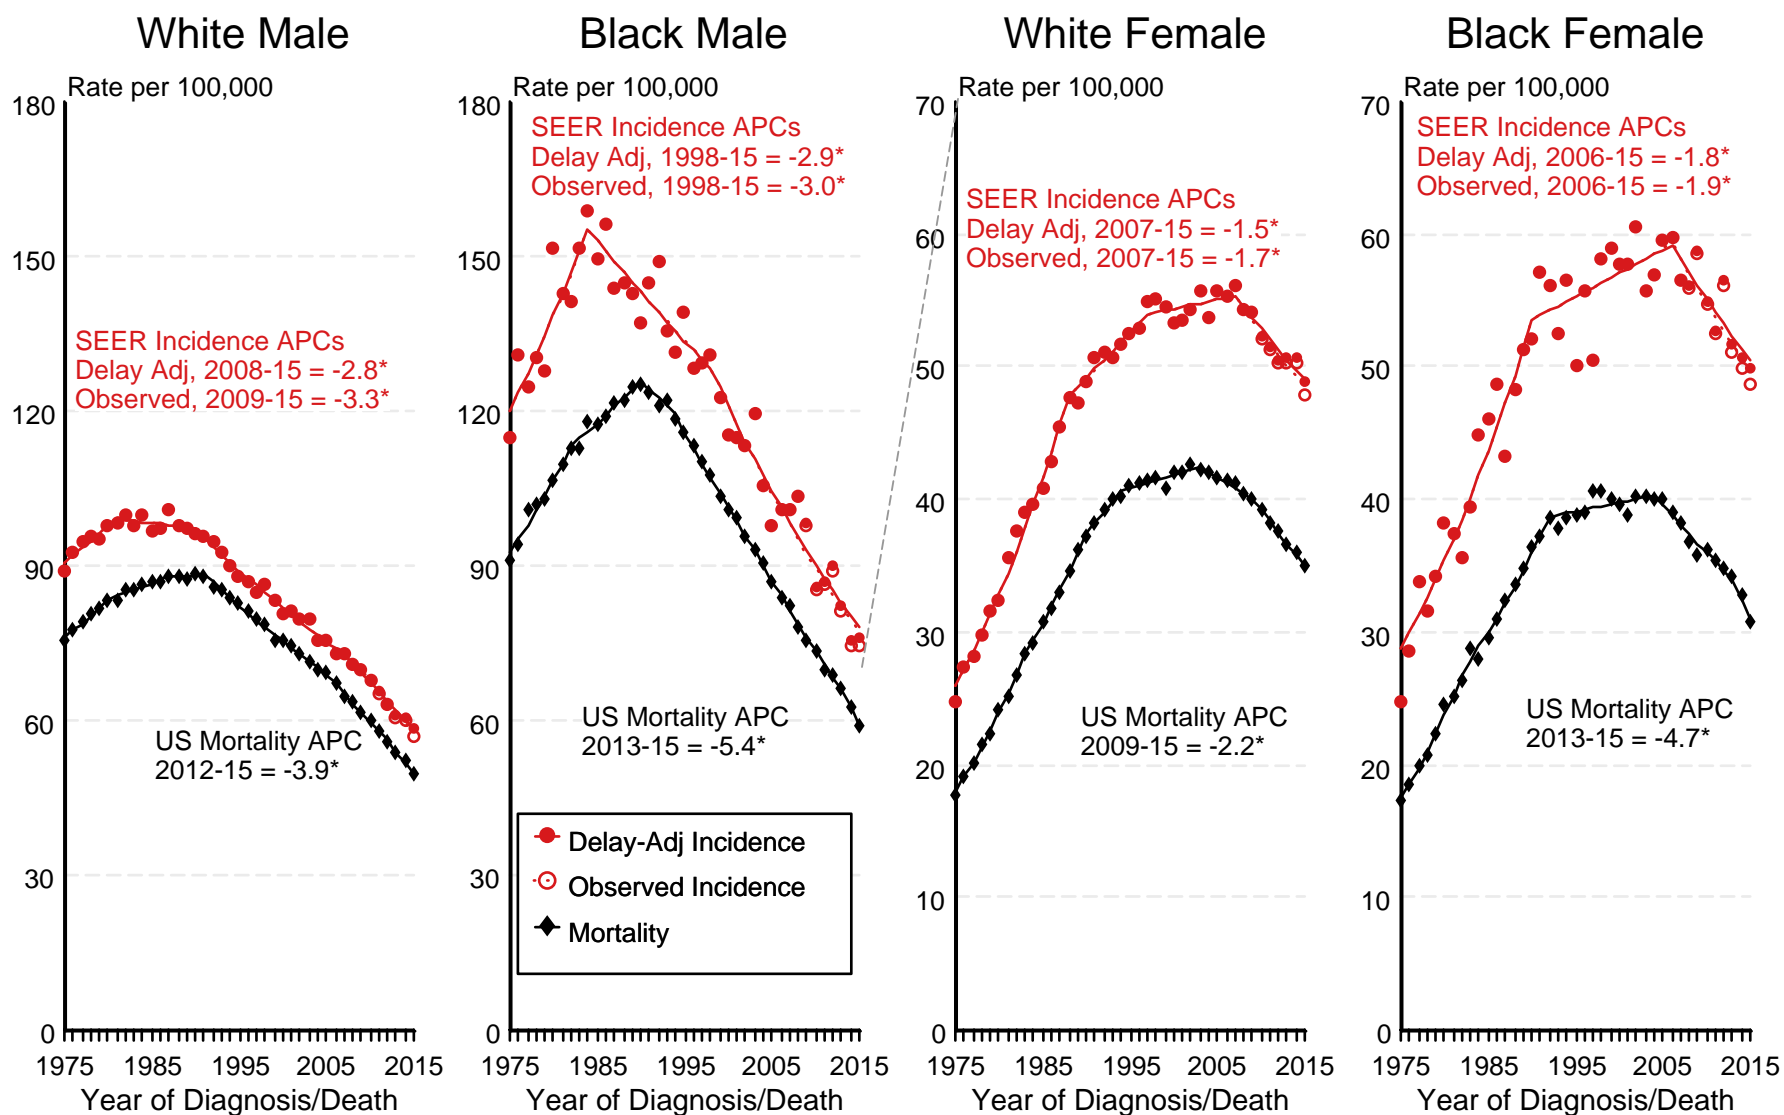 White Male
Rate per 100,000
180
150
120
90
60
30
0
SEER Incidence APCs
Delay Adj, 2008-15 = -2.8*
Observed, 2009-15 = -3.3*
US Mortality APC
2012-15 = -3.9*
1975 1985 1995 2005 2015
Year of Diagnosis/Death
Black Male
Rate per 100,000
180
150
120
90
60
30
0
SEER Incidence APCs
Delay Adj, 1998-15 = -2.9*
Observed, 1998-15 = -3.0*
US Mortality APC
2013-15 = -5.4*
Delay-Adj Incidence
Observed Incidence
Mortality
1975 1985 1995 2005 2015
Year of Diagnosis/Death
White Female
Rate per 100,000
70
60
50
40
30
20
10
0
SEER Incidence APCs
Delay Adj, 2007-15 = -1.5*
Observed, 2007-15 = -1.7*
US Mortality APC
2009-15 = -2.2*
1975 1985 1995 2005 2015
Year of Diagnosis/Death
Black Female
Rate per 100,000
70
60
50
40
30
20
10
0
SEER Incidence APCs
Delay Adj, 2006-15 = -1.8*
Observed, 2006-15 = -1.9*
US Mortality APC
2013-15 = -4.7*
1975 1985 1995 2005 2015
Year of Diagnosis/Death